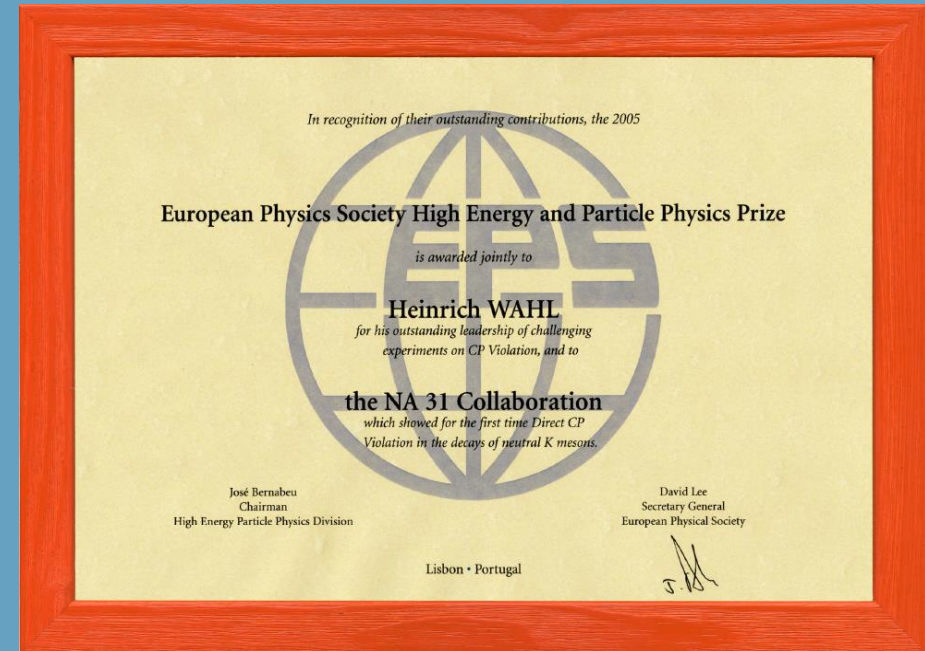 In recognition of their outstanding contributions, the 2005
European Physics Society High Energy and Particle Physics Prize
is awarded jointly to
Heinrich WAHL
for his outstanding leadership of challenging
experiments on CP Violation, and to
the NA 31 Collaboration
which showed for the first time Direct CP
Violation in the decays of neutral K mesons.
EPS
José Bernabeu
Chairman
High Energy Particle Physics Division
David Lee
Secretary General
European Physical Society
Lisbon • Portugal